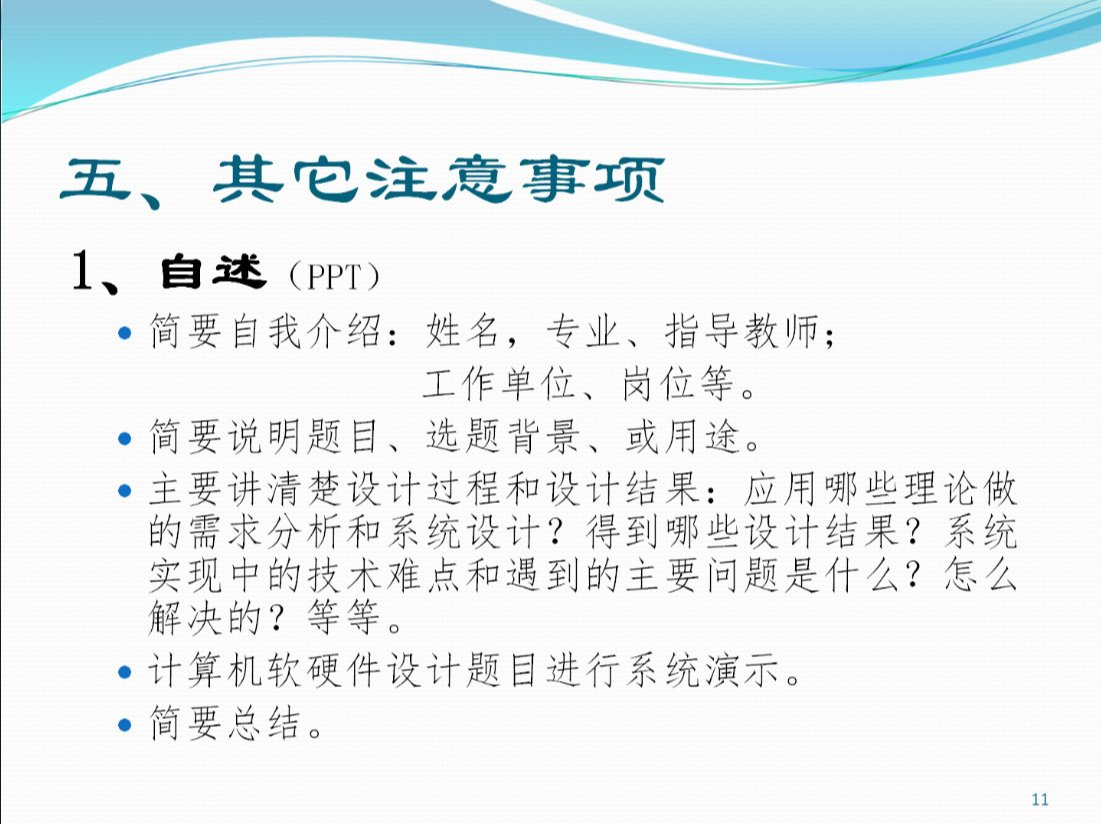 五、其它注意事项
1、自述（PPT）
• 简要自我介绍：姓名，专业、指导教师；
工作单位、岗位等。
• 简要说明题目、选题背景、或用途。
• 主要讲清楚设计过程和设计结果：应用哪些理论做
的需求分析和系统设计？得到哪些设计结果？系统
实现中的技术难点和遇到的主要问题是什么？怎么
解决的？等等。
• 计算机软硬件设计题目进行系统演示。
• 简要总结。
11